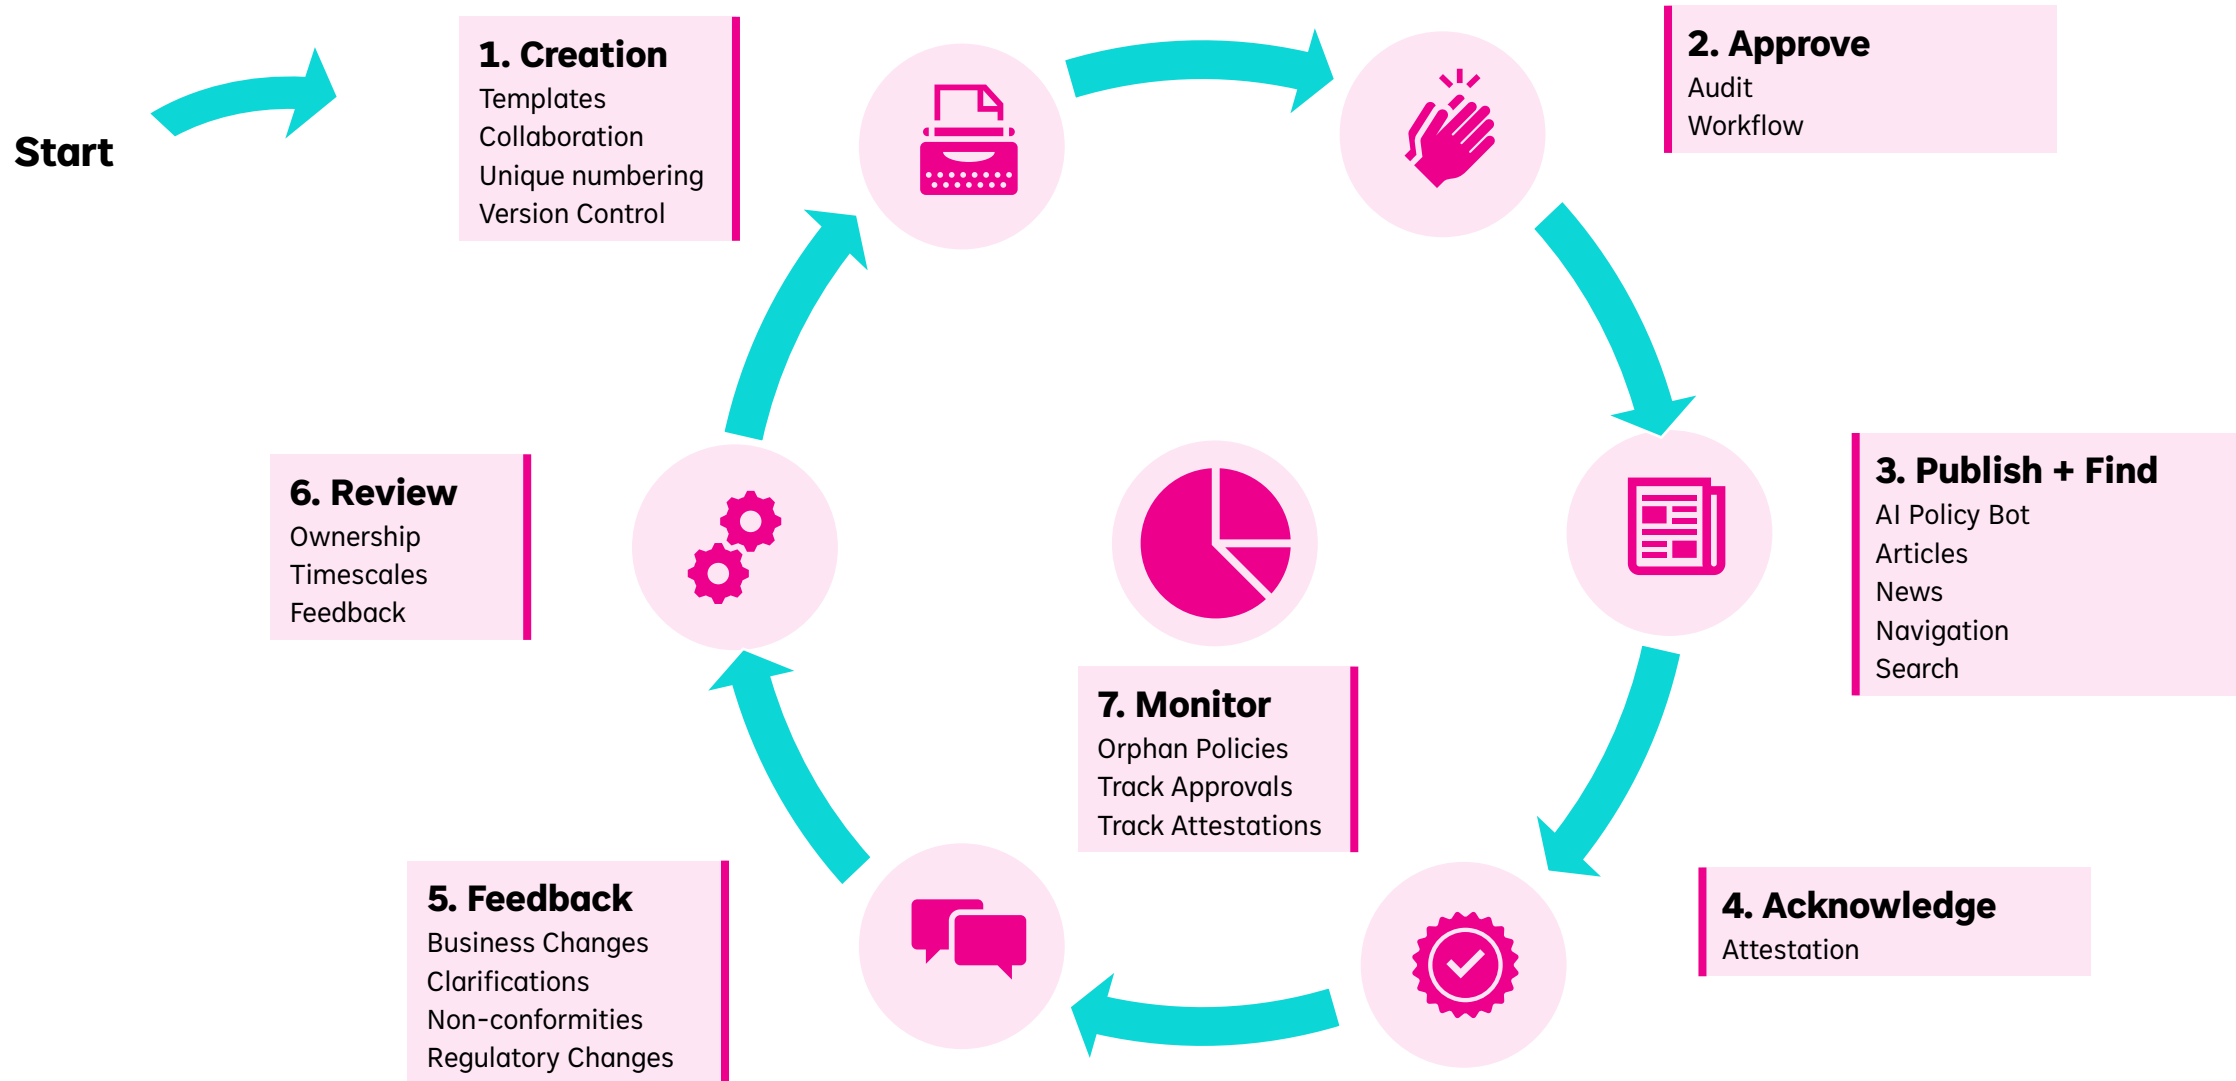 Start
1. Creation
Templates
Collaboration
Unique numbering
Version Control
2. Approve
Audit
Workflow
3. Publish + Find
AI Policy Bot
Articles
News
Navigation
Search
4. Acknowledge
Attestation
5. Feedback
Business Changes
Clarifications
Non-conformities
Regulatory Changes
6. Review
Ownership
Timescales
Feedback
7. Monitor
Orphan Policies
Track Approvals
Track Attestations